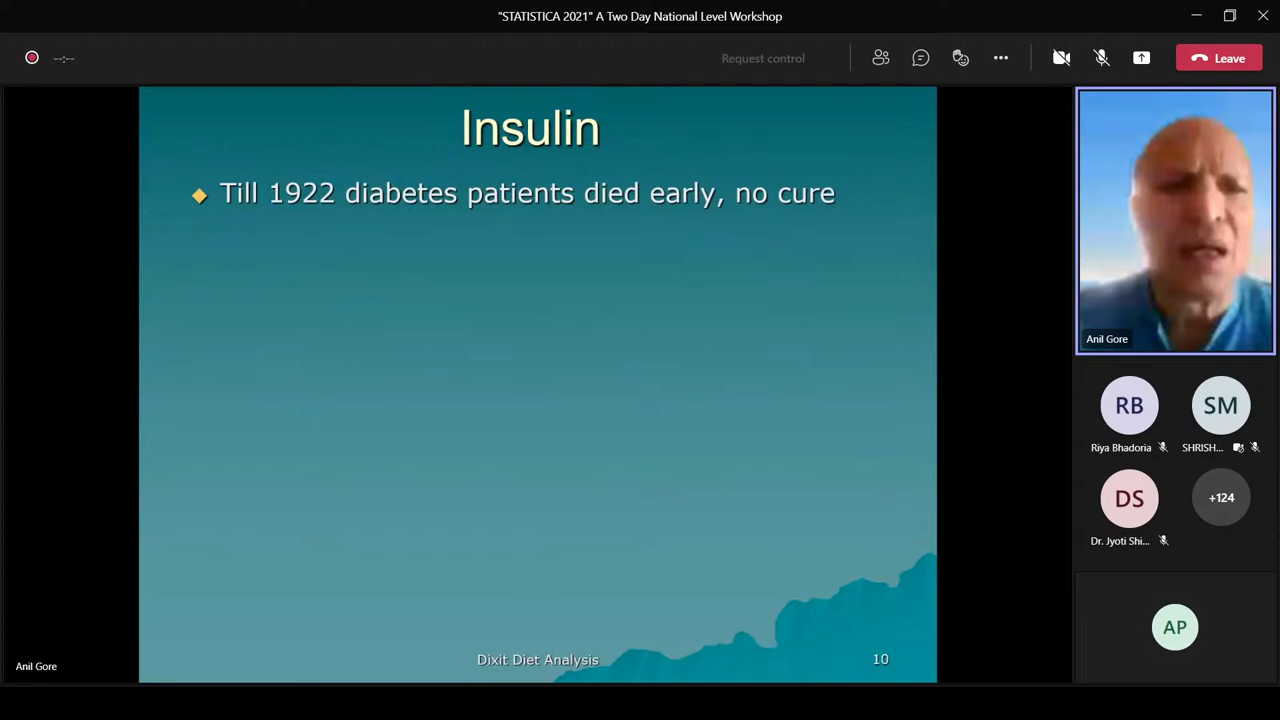 "STATISTICA 2021" A Two Day National Level Workshop
--:--
Request control
Leave
Insulin
Till 1922 diabetes patients died early, no cure
Dixit Diet Analysis
10
Anil Gore
Anil Gore
RB
SM
Riya Bhadoria
SHRISH...
DS
+124
Dr. Jyoti Shi...
AP